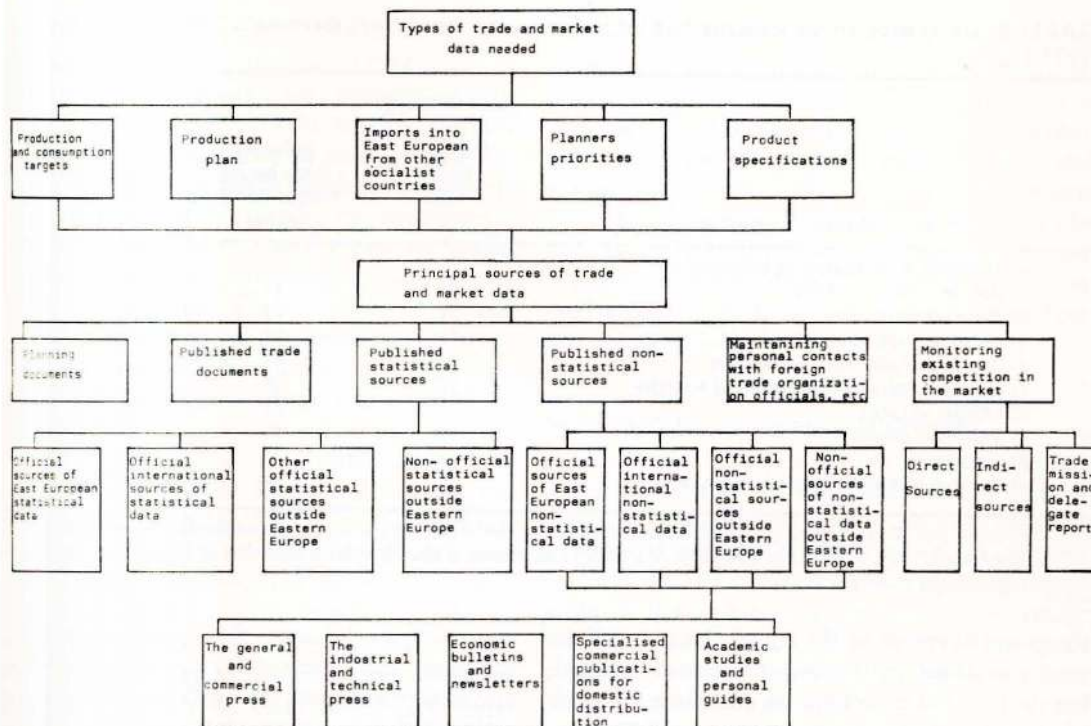 Types of trade and market
data needed
Production
and consumption
targets
Production
plan
Imports into
East European
from other
socialist
countries
Planners
priorities
Product
specifications
Principal sources of trade
and market data
Planning
documents
Published trade
documents
Published
statistical
sources
Published non-
statistical
sources
Maintanining
personal contacts
with foreign
trade organizati-
on officials, etc
Monitoring
existing
competition in
the market
Official
sources of
East European
statistical
data
Official
international
sources of
statistical
data
Other
official
statistical
sources
outside
Eastern
Europe
Non- official
statistical
sources
outside
Eastern
Europe
Official
sources
of East
European
non-
statisti-
cal data
Official
interna-
tional
non-
statisti-
cal data
Official
non-
statisti-
cal sour-
ces
outside
Eastern
Europe
Non-
official
sources
of non-
statisti-
cal data
outside
Eastern
Europe
Direct
Sources
Indi-
rect
sources
Trade
missi-
on and
dele-
gate
report
The general
and
commercial
press
The
indostrial
and
technical
press
Economic
bulletins
and
newsletters
Specialised
commercial
publicati-
ons for
domestic
distribu-
tion
Academic
studies
and
personal
guides